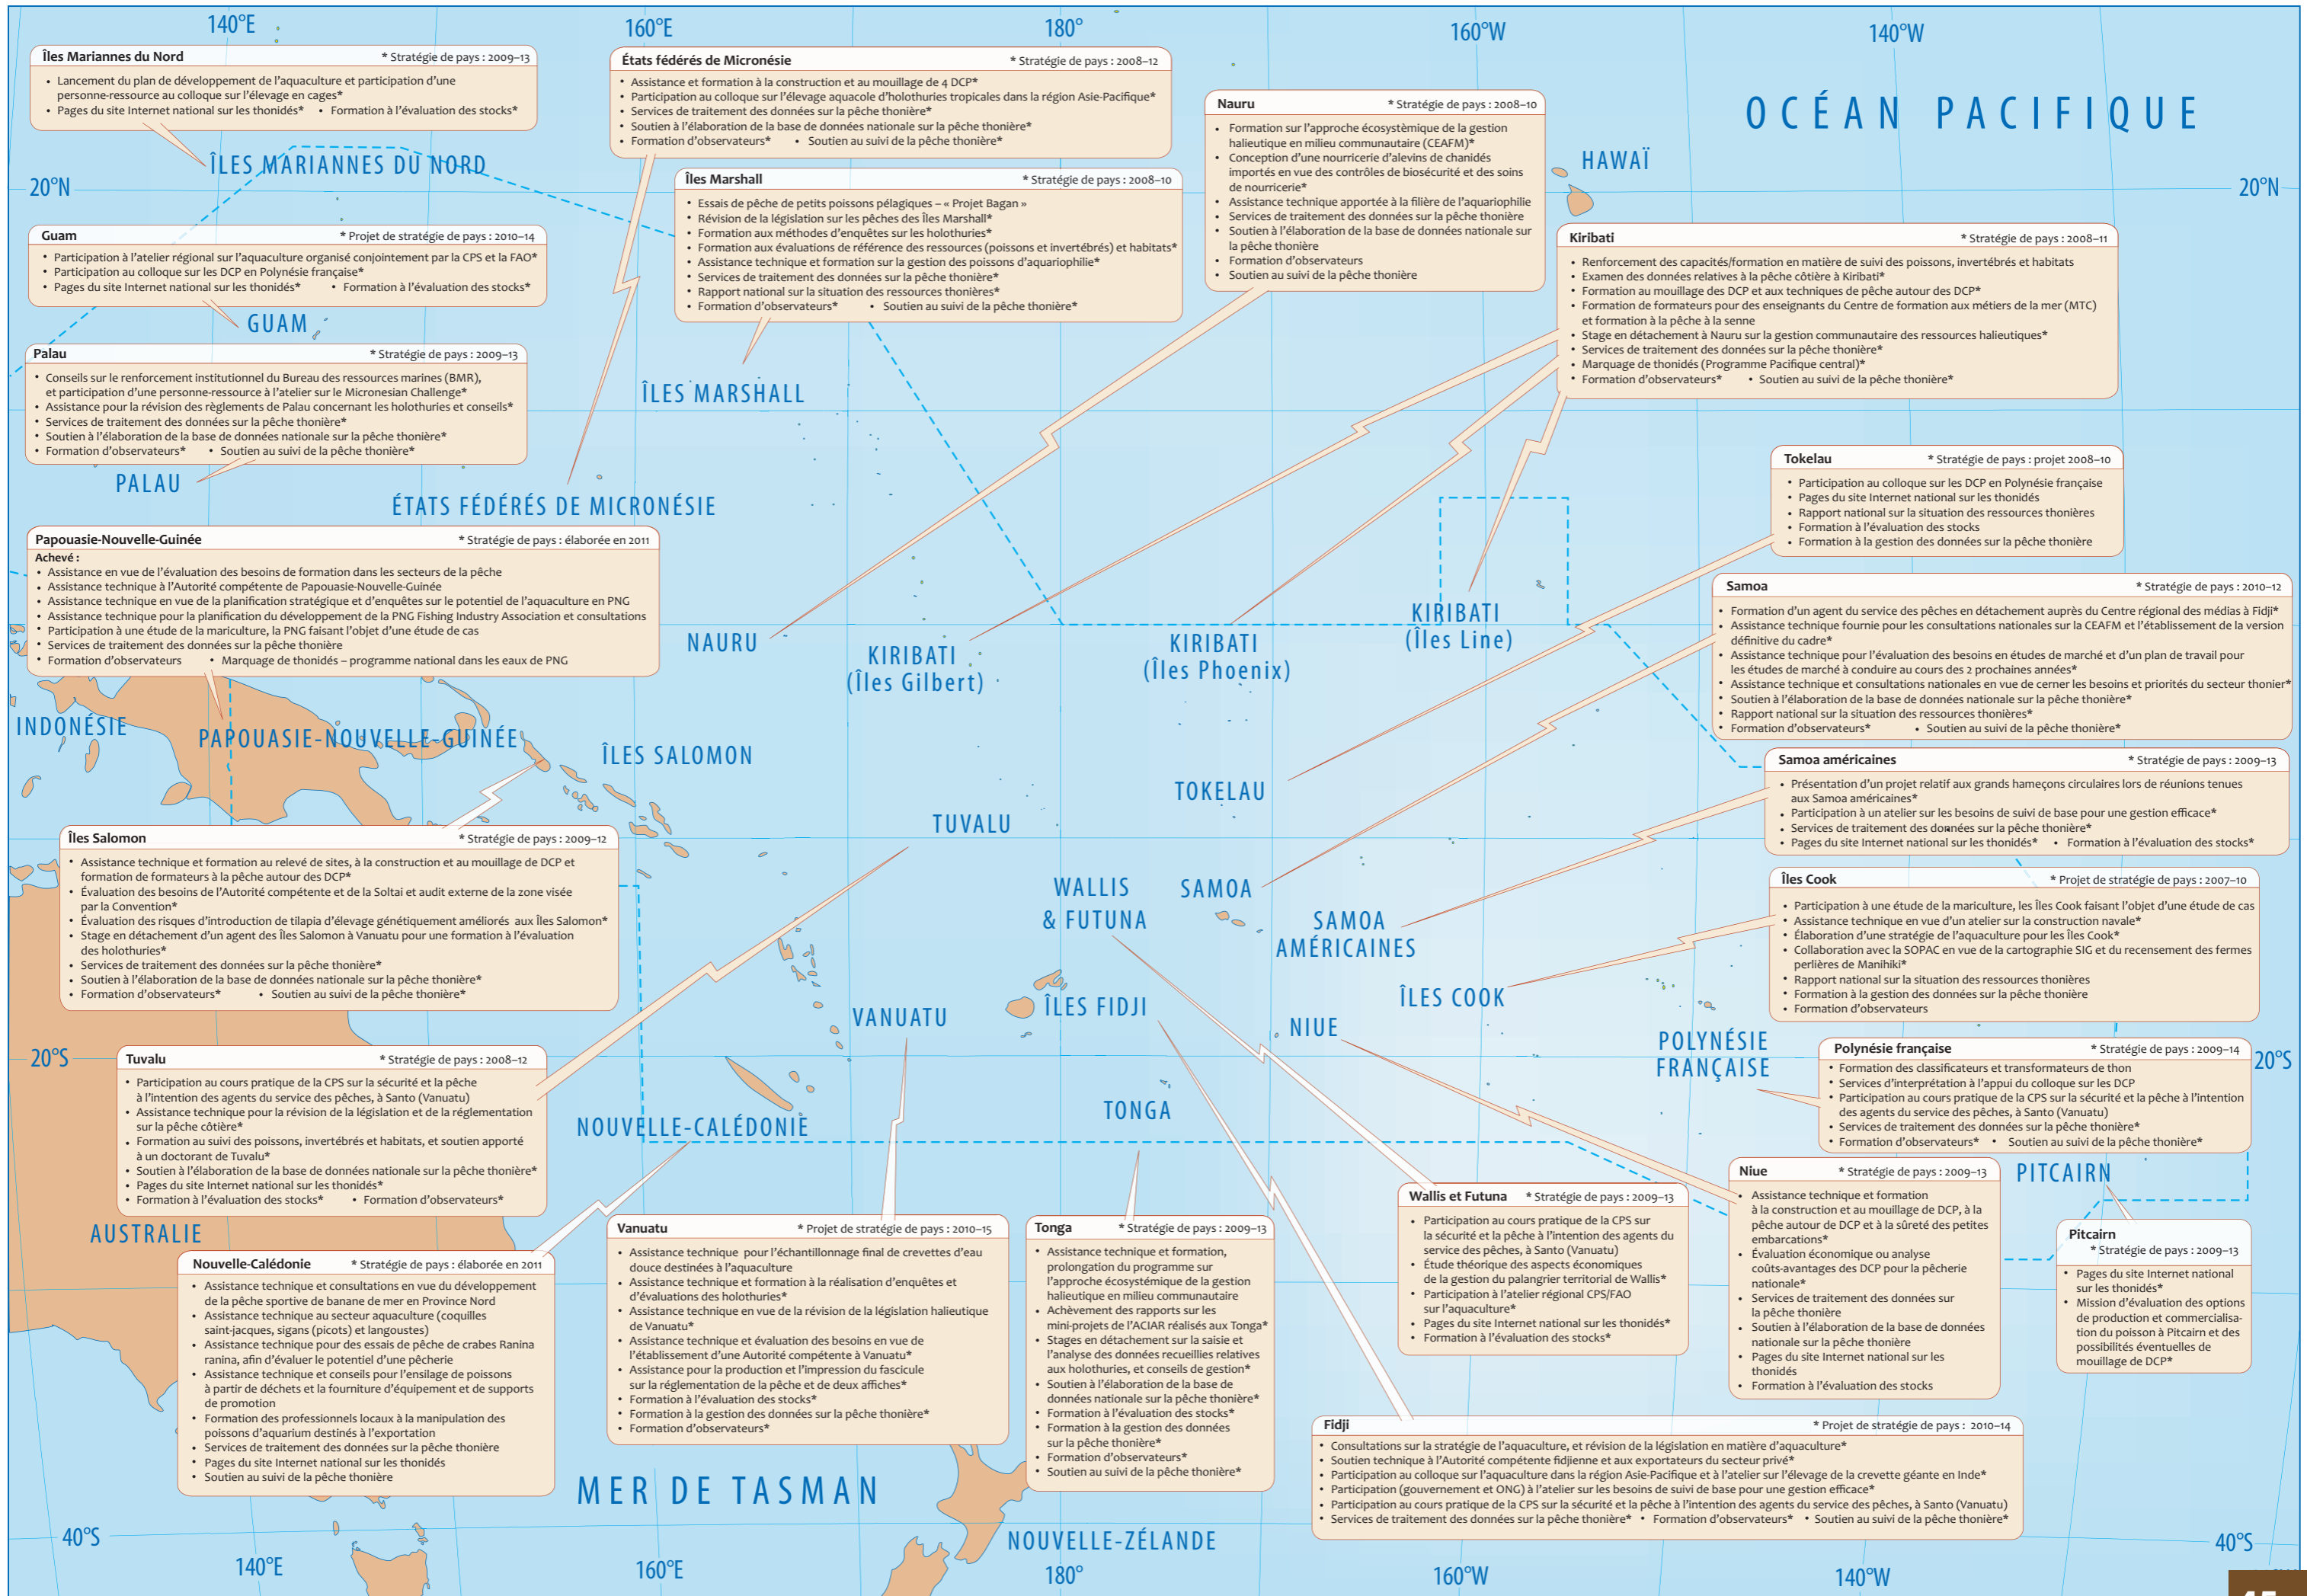 140°E
160°E
180°
160°W
140°W
OCÉAN PACIFIQUE
Îles Mariannes du Nord * Stratégie de pays : 2009–13
• Lancement du plan de développement de l'aquaculture et participation d'une
personne-ressource au colloque sur l'élevage en cages*
• Pages du site Internet national sur les thonidés* • Formation à l'évaluation des stocks*
ÎLES MARIANNES DU NORD
États fédérés de Micronésie * Stratégie de pays : 2008–12
• Assistance et formation à la construction et au mouillage de 4 DCP*
• Participation au colloque sur l'élevage aquacole d'holothuries tropicales dans la région Asie-Pacifique*
• Services de traitement des données sur la pêche thonière*
• Soutien à l'élaboration de la base de données nationale sur la pêche thonière*
• Formation d'observateurs* • Soutien au suivi de la pêche thonière*
Nauru * Stratégie de pays : 2008–10
• Formation sur l'approche écosystèmique de la gestion
halieutique en milieu communautaire (CEAFM)*
• Conception d'une nourricerie d'alevins de chanidés
importés en vue des contrôles de biosécurité et des soins
de nourricerie*
• Assistance technique apportée à la filière de l'aquariophilie
• Services de traitement des données sur la pêche thonière
• Soutien à l'élaboration de la base de données nationale sur
la pêche thonière
• Formation d'observateurs
• Soutien au suivi de la pêche thonière
HAWAÏ
20°N
20°N
Îles Marshall * Stratégie de pays : 2008–10
• Essais de pêche de petits poissons pélagiques – « Projet Bagan »
• Révision de la législation sur les pêches des Îles Marshall*
• Formation aux méthodes d'enquêtes sur les holothuries*
• Formation aux évaluations de référence des ressources (poissons et invertébrés) et habitats*
• Assistance technique et formation sur la gestion des poissons d'aquariophilie*
• Services de traitement des données sur la pêche thonière*
• Rapport national sur la situation des ressources thonières*
• Formation d'observateurs* • Soutien au suivi de la pêche thonière*
Guam * Projet de stratégie de pays : 2010–14
• Participation à l'atelier régional sur l'aquaculture organisé conjointement par la CPS et la FAO*
• Participation au colloque sur les DCP en Polynésie française*
• Pages du site Internet national sur les thonidés* • Formation à l'évaluation des stocks*
GUAM
Kiribati * Stratégie de pays : 2008–11
• Renforcement des capacités/formation en matière de suivi des poissons, invertébrés et habitats
• Examen des données relatives à la pêche côtière à Kiribati*
• Formation au mouillage des DCP et aux techniques de pêche autour des DCP*
• Formation de formateurs pour des enseignants du Centre de formation aux métiers de la mer (MTC)
et formation à la pêche à la senne
• Stage en détachement à Nauru sur la gestion communautaire des ressources halieutiques*
• Services de traitement des données sur la pêche thonière*
• Marquage de thonidés (Programme Pacifique central)*
• Formation d'observateurs* • Soutien au suivi de la pêche thonière*
Palau * Stratégie de pays : 2009–13
• Conseils sur le renforcement institutionnel du Bureau des ressources marines (BMR),
et participation d'une personne-ressource à l'atelier sur le Micronesian Challenge*
• Assistance pour la révision des règlements de Palau concernant les holothuries et conseils*
• Services de traitement des données sur la pêche thonière*
• Soutien à l'élaboration de la base de données nationale sur la pêche thonière*
• Formation d'observateurs* • Soutien au suivi de la pêche thonière*
ÎLES MARSHALL
PALAU
ÉTATS FÉDÉRÉS DE MICRONÉSIE
Tokelau * Stratégie de pays : projet 2008–10
• Participation au colloque sur les DCP en Polynésie française
• Pages du site Internet national sur les thonidés
• Rapport national sur la situation des ressources thonières
• Formation à l'évaluation des stocks
• Formation à la gestion des données sur la pêche thonière
Papouasie-Nouvelle-Guinée * Stratégie de pays : élaborée en 2011
Achevé :
• Assistance en vue de l'évaluation des besoins de formation dans les secteurs de la pêche
• Assistance technique à l'Autorité compétente de Papouasie-Nouvelle-Guinée
• Assistance technique en vue de la planification stratégique et d'enquêtes sur le potentiel de l'aquaculture en PNG
• Assistance technique pour la planification du développement de la PNG Fishing Industry Association et consultations
• Participation à une étude de la mariculture, la PNG faisant l'objet d'une étude de cas
• Services de traitement des données sur la pêche thonière
• Formation d'observateurs • Marquage de thonidés – programme national dans les eaux de PNG
NAURU
KIRIBATI
(Îles Gilbert)
KIRIBATI
(Îles Phoenix)
KIRIBATI
(Îles Line)
Samoa * Stratégie de pays : 2010–12
• Formation d'un agent du service des pêches en détachement auprès du Centre régional des médias à Fidji*
• Assistance technique fournie pour les consultations nationales sur la CEAFM et l'établissement de la version
définitive du cadre*
• Assistance technique pour l'évaluation des besoins en études de marché et d'un plan de travail pour
les études de marché à conduire au cours des 2 prochaines années*
• Assistance technique et consultations nationales en vue de cerner les besoins et priorités du secteur thonier*
• Soutien à l'élaboration de la base de données nationale sur la pêche thonière*
• Rapport national sur la situation des ressources thonières*
• Formation d'observateurs* • Soutien au suivi de la pêche thonière*
INDONÉSIE
PAPOUASIE-NOUVELLE-GUINÉE
ÎLES SALOMON
TOKELAU
TUVALU
Samoa américaines * Stratégie de pays : 2009–13
• Présentation d'un projet relatif aux grands hameçons circulaires lors de réunions tenues
aux Samoa américaines*
• Participation à un atelier sur les besoins de suivi de base pour une gestion efficace*
• Services de traitement des données sur la pêche thonière*
• Pages du site Internet national sur les thonidés* • Formation à l'évaluation des stocks*
Îles Salomon * Stratégie de pays : 2009–12
• Assistance technique et formation au relevé de sites, à la construction et au mouillage de DCP et
formation de formateurs à la pêche autour des DCP*
• Évaluation des besoins de l'Autorité compétente et de la Soltai et audit externe de la zone visée
par la Convention*
• Évaluation des risques d'introduction de tilapia d'élevage génétiquement améliorés aux Îles Salomon*
• Stage en détachement d'un agent des Îles Salomon à Vanuatu pour une formation à l'évaluation
des holothuries*
• Services de traitement des données sur la pêche thonière*
• Soutien à l'élaboration de la base de données nationale sur la pêche thonière*
• Formation d'observateurs* • Soutien au suivi de la pêche thonière*
WALLIS
& FUTUNA
SAMOA
SAMOA
AMÉRICAINES
Îles Cook * Projet de stratégie de pays : 2007–10
• Participation à une étude de la mariculture, les Îles Cook faisant l'objet d'une étude de cas
• Assistance technique en vue d'un atelier sur la construction navale*
• Élaboration d'une stratégie de l'aquaculture pour les Îles Cook*
• Collaboration avec la SOPAC en vue de la cartographie SIG et du recensement des fermes
perlières de Manihiki*
• Rapport national sur la situation des ressources thonières
• Formation à la gestion des données sur la pêche thonière
• Formation d'observateurs
ÎLES COOK
VANUATU
ÎLES FIDJI
NIUE
POLYNÉSIE
FRANÇAISE
20°S
20°S
Tuvalu * Stratégie de pays : 2008–12
• Participation au cours pratique de la CPS sur la sécurité et la pêche
à l'intention des agents du service des pêches, à Santo (Vanuatu)
• Assistance technique pour la révision de la législation et de la réglementation
sur la pêche côtière*
• Formation au suivi des poissons, invertébrés et habitats, et soutien apporté
à un doctorant de Tuvalu*
• Soutien à l'élaboration de la base de données nationale sur la pêche thonière*
• Pages du site Internet national sur les thonidés*
• Formation à l'évaluation des stocks* • Formation d'observateurs*
Polynésie française * Stratégie de pays : 2009–14
• Formation des classificateurs et transformateurs de thon
• Services d'interprétation à l'appui du colloque sur les DCP
• Participation au cours pratique de la CPS sur la sécurité et la pêche à l'intention
des agents du service des pêches, à Santo (Vanuatu)
• Services de traitement des données sur la pêche thonière*
• Formation d'observateurs* • Soutien au suivi de la pêche thonière*
TONGA
NOUVELLE-CALÉDONIE
PITCAIRN
AUSTRALIE
Niue * Stratégie de pays : 2009–13
• Assistance technique et formation
à la construction et au mouillage de DCP, à la
pêche autour de DCP et à la sûreté des petites
embarcations*
• Évaluation économique ou analyse
coûts-avantages des DCP pour la pêcherie
nationale*
• Services de traitement des données sur
la pêche thonière
• Soutien à l'élaboration de la base de données
nationale sur la pêche thonière
• Pages du site Internet national sur les
thonidés
• Formation à l'évaluation des stocks
Wallis et Futuna * Stratégie de pays : 2009–13
• Participation au cours pratique de la CPS sur
la sécurité et la pêche à l'intention des agents du
service des pêches, à Santo (Vanuatu)
• Étude théorique des aspects économiques
de la gestion du palangrier territorial de Wallis*
• Participation à l'atelier régional CPS/FAO
sur l'aquaculture*
• Pages du site Internet national sur les thonidés*
• Formation à l'évaluation des stocks*
Pitcairn
* Stratégie de pays : 2009–13
• Pages du site Internet national
sur les thonidés*
• Mission d'évaluation des options
de production et commercialisa-
tion du poisson à Pitcairn et des
possibilités éventuelles de
mouillage de DCP*
Nouvelle-Calédonie * Stratégie de pays : élaborée en 2011
• Assistance technique et consultations en vue du développement
de la pêche sportive de banane de mer en Province Nord
• Assistance technique au secteur aquaculture (coquilles
saint-jacques, sigans (picots) et langoustes)
• Assistance technique pour des essais de pêche de crabes Ranina
ranina, afin d'évaluer le potentiel d'une pêcherie
• Assistance technique et conseils pour l'ensilage de poissons
à partir de déchets et la fourniture d'équipement et de supports
de promotion
• Formation des professionnels locaux à la manipulation des
poissons d'aquarium destinés à l'exportation
• Services de traitement des données sur la pêche thonière
• Pages du site Internet national sur les thonidés
• Soutien au suivi de la pêche thonière
Vanuatu * Projet de stratégie de pays : 2010–15
• Assistance technique pour l'échantillonnage final de crevettes d'eau
douce destinées à l'aquaculture
• Assistance technique et formation à la réalisation d'enquêtes et
d'évaluations des holothuries*
• Assistance technique en vue de la révision de la législation halieutique
de Vanuatu*
• Assistance technique et évaluation des besoins en vue de
l'établissement d'une Autorité compétente à Vanuatu*
• Assistance pour la production et l'impression du fascicule
sur la réglementation de la pêche et de deux affiches*
• Formation à l'évaluation des stocks*
• Formation à la gestion des données sur la pêche thonière*
• Formation d'observateurs*
Tonga * Stratégie de pays : 2009–13
• Assistance technique et formation,
prolongation du programme sur
l'approche écosystémique de la gestion
halieutique en milieu communautaire
• Achèvement des rapports sur les
mini-projets de l'ACIAR réalisés aux Tonga*
• Stages en détachement sur la saisie et
l'analyse des données recueillies relatives
aux holothuries, et conseils de gestion*
• Soutien à l'élaboration de la base de
données nationale sur la pêche thonière*
• Formation à l'évaluation des stocks*
• Formation à la gestion des données
sur la pêche thonière*
• Formation d'observateurs*
• Soutien au suivi de la pêche thonière*
Fidji * Projet de stratégie de pays : 2010–14
• Consultations sur la stratégie de l'aquaculture, et révision de la législation en matière d'aquaculture*
• Soutien technique à l'Autorité compétente fidjienne et aux exportateurs du secteur privé*
• Participation au colloque sur l'aquaculture dans la région Asie-Pacifique et à l'atelier sur l'élevage de la crevette géante en Inde*
• Participation (gouvernement et ONG) à l'atelier sur les besoins de suivi de base pour une gestion efficace*
• Participation au cours pratique de la CPS sur la sécurité et la pêche à l'intention des agents du service des pêches, à Santo (Vanuatu)
• Services de traitement des données sur la pêche thonière* • Formation d'observateurs* • Soutien au suivi de la pêche thonière*
MER DE TASMAN
NOUVELLE-ZÉLANDE
40°S
40°S
140°E
160°E
180°
160°W
140°W